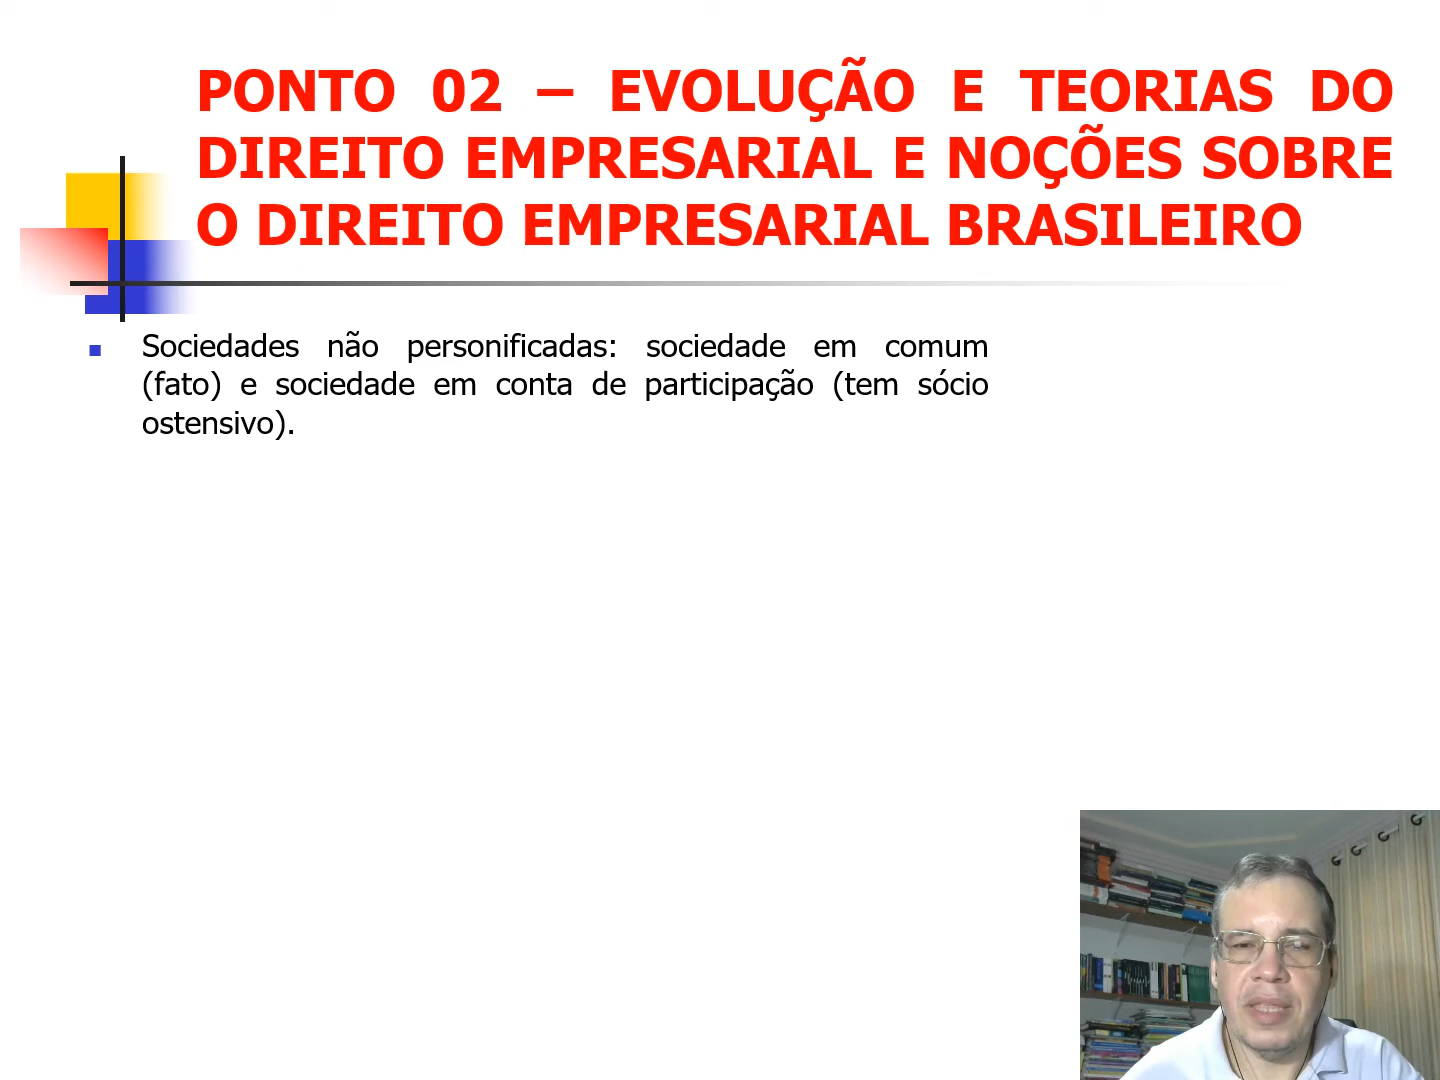 PONTO 02 – EVOLUÇÃO E TEORIAS DO
DIREITO EMPRESARIAL E NOÇÕES SOBRE
O DIREITO EMPRESARIAL BRASILEIRO
Sociedades não personificadas: sociedade em comum
(fato) e sociedade em conta de participação (tem sócio
ostensivo).